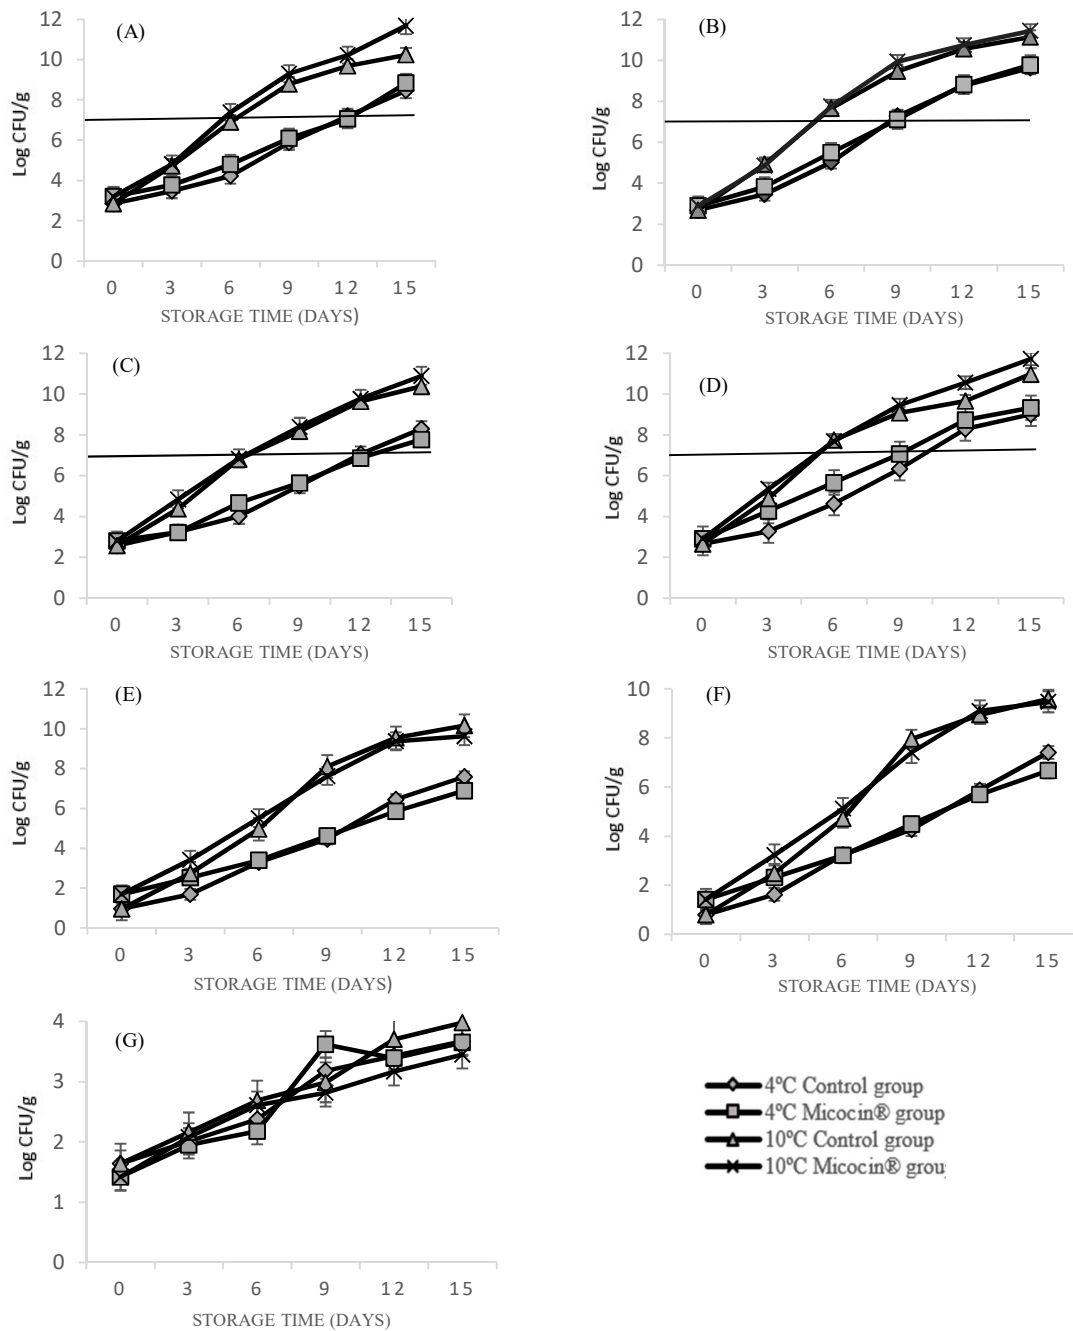 (A)
Log CFU/g
12
10
8
6
4
2
0
0 3 6 9 12 15
STORAGE TIME (DAYS)
(B)
Log CFU/g
12
10
8
6
4
2
0
0 3 6 9 12 15
STORAGE TIME (DAYS)
(C)
Log CFU/g
12
10
8
6
4
2
0
0 3 6 9 12 15
STORAGE TIME (DAYS)
(D)
Log CFU/g
12
10
8
6
4
2
0
0 3 6 9 12 15
STORAGE TIME (DAYS)
(E)
Log CFU/g
12
10
8
6
4
2
0
0 3 6 9 12 15
STORAGE TIME (DAYS)
(F)
Log CFU/g
10
8
6
4
2
0
0 3 6 9 12 15
STORAGE TIME (DAYS)
(G)
Log CFU/g
4
3
2
1
0
0 3 6 9 12 15
STORAGE TIME (DAYS)
4ºC Control group
4ºC Micocin® group
10ºC Control group
10ºC Micocin® grou